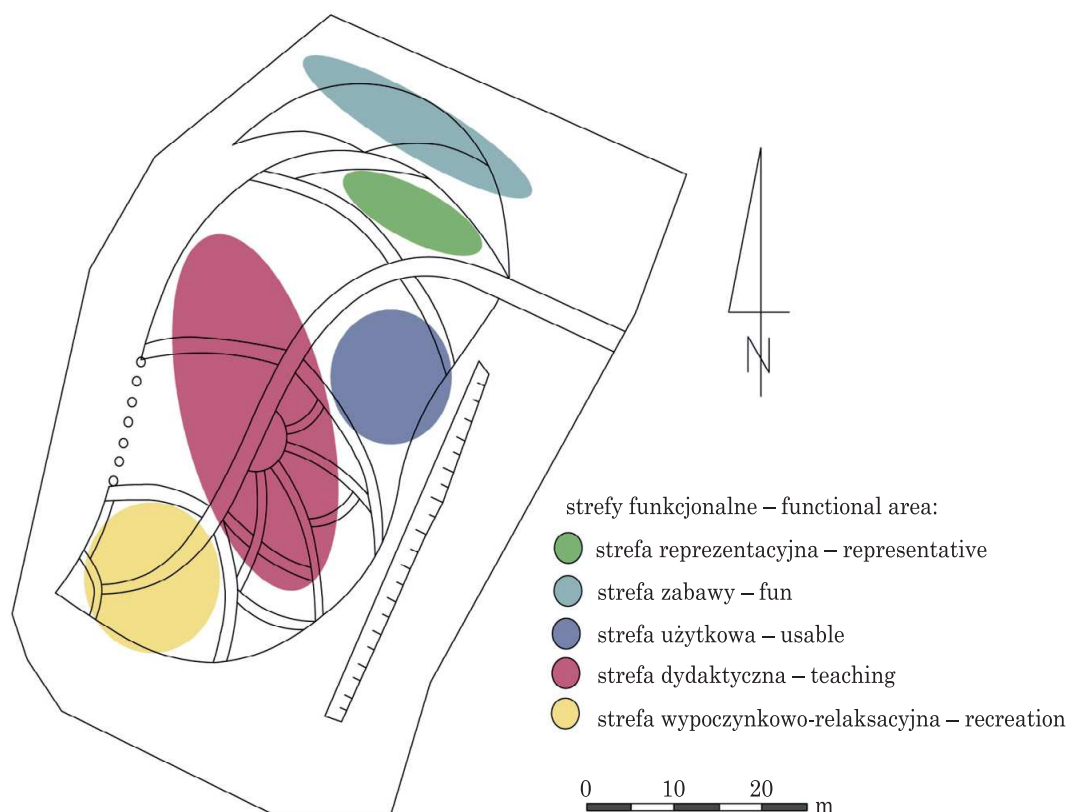 N
strefy funkcjonalne – functional area:
strefa reprezentacyjna – representative
strefa zabawy – fun
strefa użytkowa – usable
strefa dydaktyczna – teaching
strefa wypoczynkowo-relaksacyjna – recreation
0 10 20
m